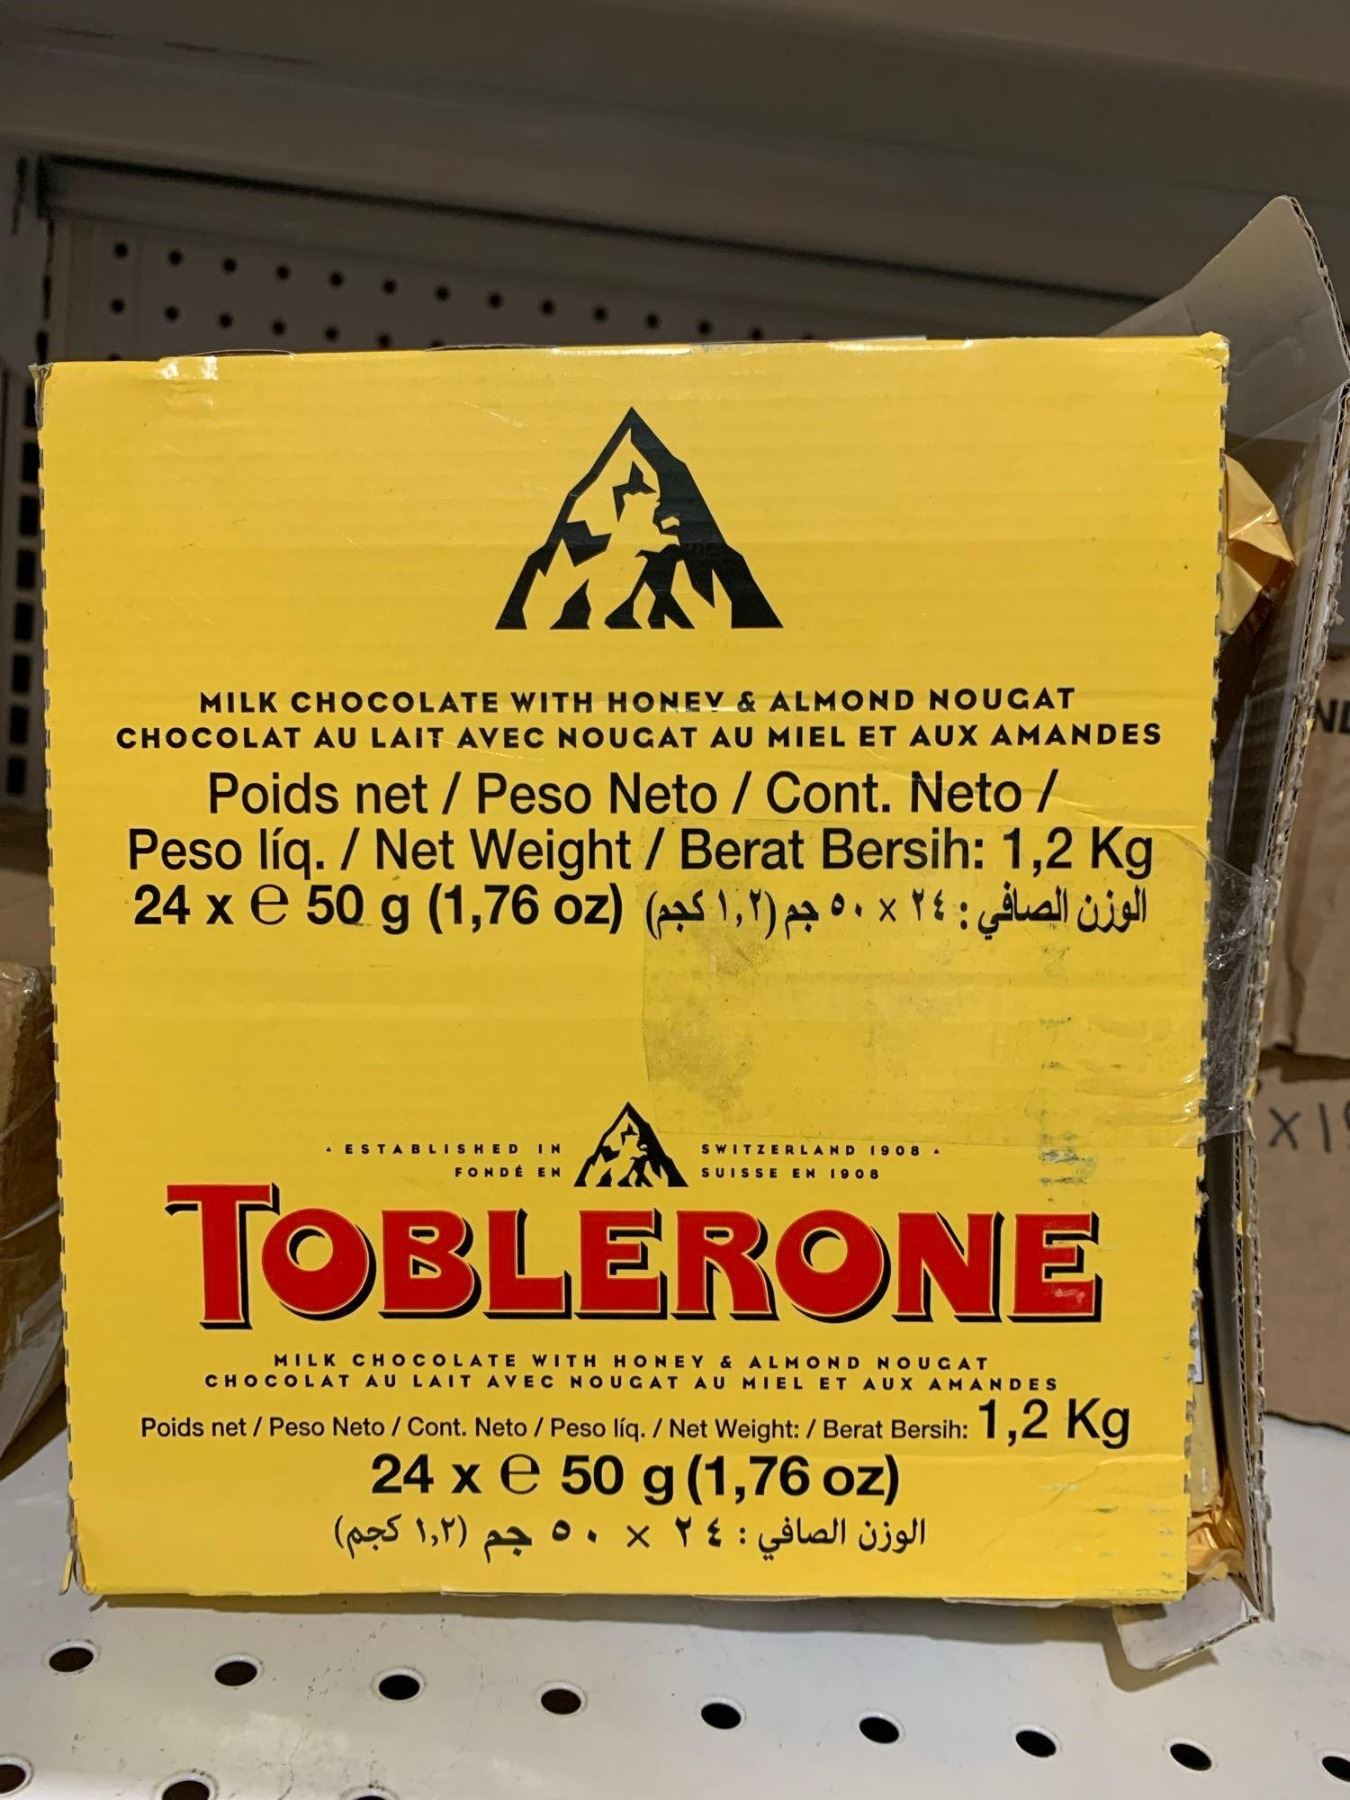 MILK CHOCOLATE WITH HONEY & ALMOND NOUGAT
CHOCOLAT AU LAIT AVEC NOUGAT AU MIEL ET AUX AMANDES
Poids net / Peso Neto / Cont. Neto /
Peso líq. / Net Weight / Berat Bersih: 1,2 Kg
24 x ℮ 50 g (1,76 oz) الوزن الصافي: ٢٤ × ٥٠ جم (١,٢ كجم)
ESTABLISHED IN SWITZERLAND 1908
FONDÉ EN SUISSE EN 1908
TOBLERONE
MILK CHOCOLATE WITH HONEY & ALMOND NOUGAT
CHOCOLAT AU LAIT AVEC NOUGAT AU MIEL ET AUX AMANDES
Poids net / Peso Neto / Cont. Neto / Peso líq. / Net Weight: / Berat Bersih: 1,2 Kg
24 x ℮ 50 g (1,76 oz)
الوزن الصافي: ٢٤ × ٥٠ جم (١,٢ كجم)